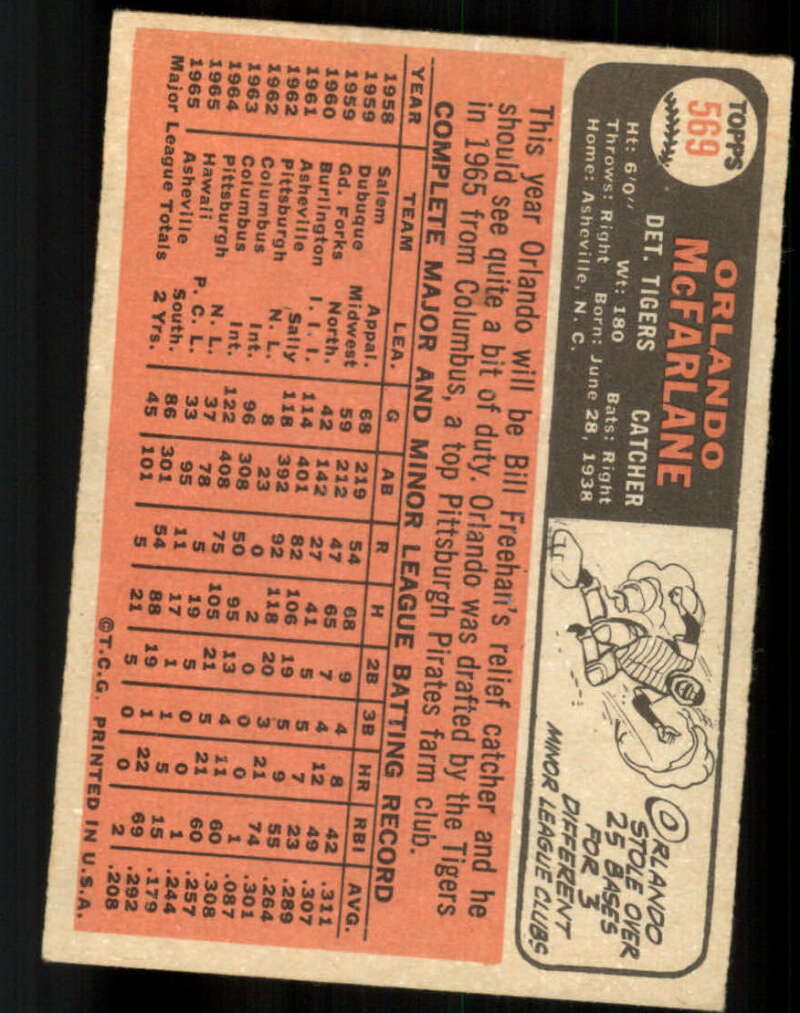 TOPPS
569
ORLANDO
McFARLANE
DET. TIGERS CATCHER
Ht: 6'0" Wt: 180 Bats: Right
Throws: Right Born: June 28, 1938
Home: Asheville, N. C.
ORLANDO
STOLE OVER
25 BASES
FOR 3
DIFFERENT
MINOR LEAGUE CLUBS
This year Orlando will be Bill Freehan's relief catcher and he
should see quite a bit of duty. Orlando was drafted by the Tigers
in 1965 from Columbus, a top Pittsburgh Pirates farm club.
COMPLETE MAJOR AND MINOR LEAGUE BATTING RECORD
YEAR TEAM LEA. G AB R H 2B 3B HR RBI AVG.
1958 Salem Appal. 68 219 54 68 9 4 8 42 .311
1959 Dubuque Midwest 59 212 47 65 7 4 12 49 .307
1959 Gd. Forks North. 42 142 27 41 5 5 7 23 .289
1960 Burlington I. I. I. 114 401 82 106 19 5 9 55 .264
1961 Asheville Sally 118 392 92 118 20 3 21 74 .301
1962 Pittsburgh N. L. 8 23 0 2 0 0 0 1 .087
1962 Columbus Int. 96 308 50 95 13 4 11 60 .308
1963 Columbus Int. 122 408 75 105 21 5 21 60 .257
1964 Pittsburgh N. L. 37 78 5 19 5 0 0 1 .244
1965 Hawaii P. C. L. 33 95 11 17 1 1 5 15 .179
1965 Asheville South. 86 301 54 88 19 1 22 69 .292
Major League Totals 2 Yrs. 45 101 5 21 5 0 0 2 .208
©T.C.G. PRINTED IN U.S.A.